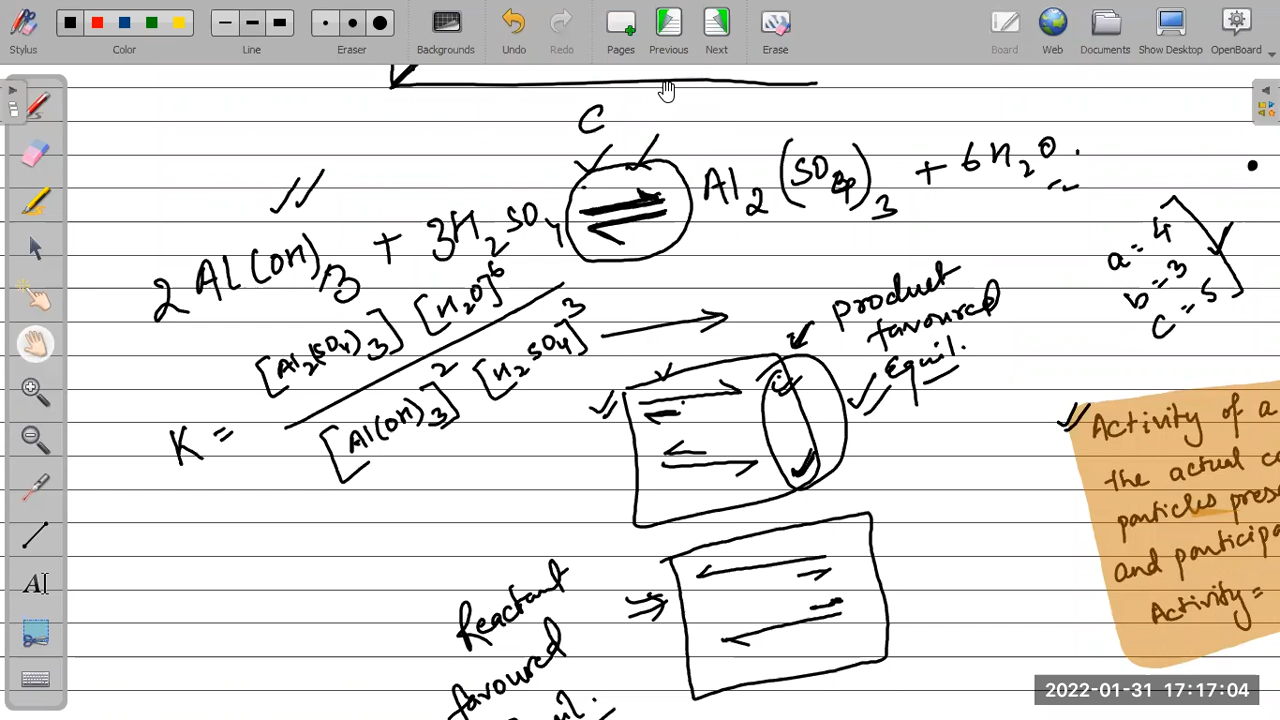 Stylus
Color
Line
Eraser
Backgrounds
Undo
Redo
Pages
Previous
Next
Erase
Board
Web
Documents
Show Desktop
OpenBoard
C
2Al(OH)3 + 3H2SO4 ⇌ Al2(SO4)3 + 6H2O.
a = 4
b = 3
c = 5
K = [Al2(SO4)3] [H2O]^6 / [Al(OH)3]^2 [H2SO4]^3
product
favoured
Equil.
Activity of a
the actual co
particles prese
and participa
Activity =
Reactant
favoured
2022-01-31 17:17:04